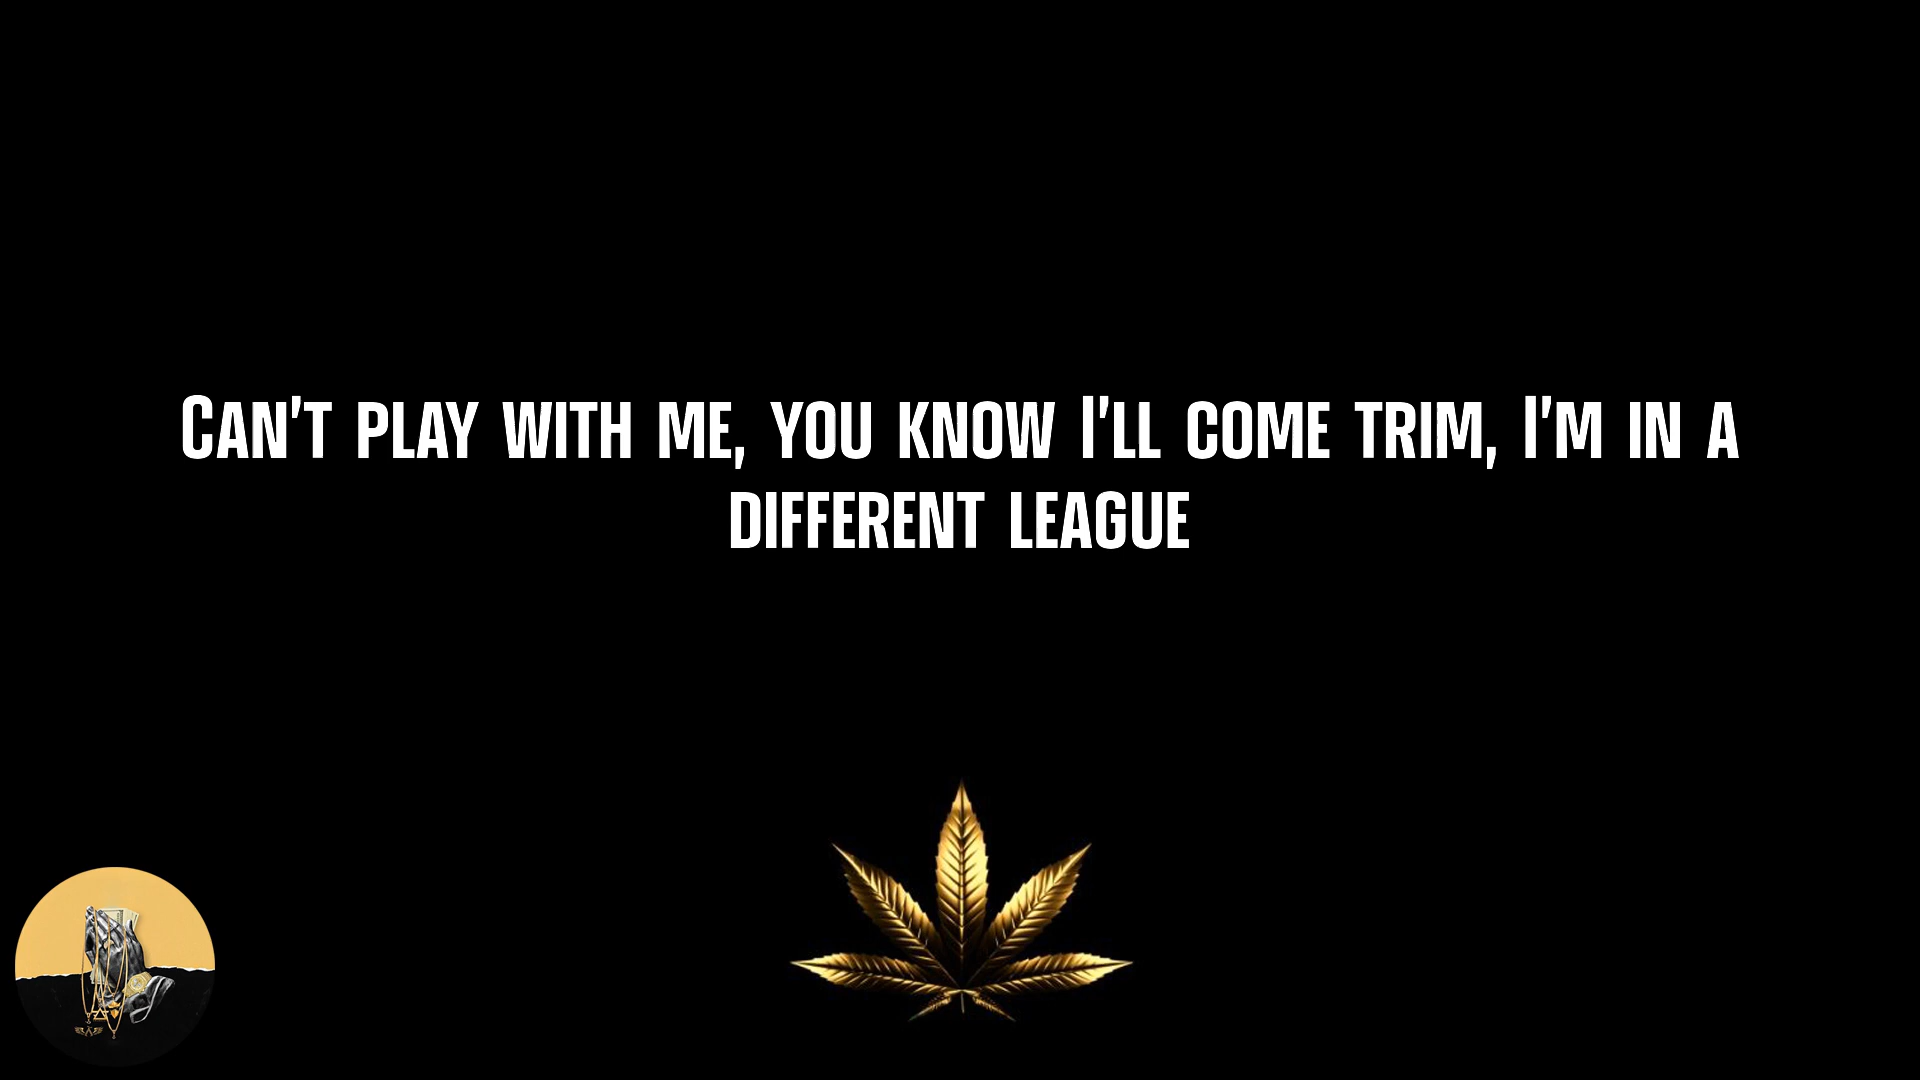 Can't play with me, you know I'll come trim, I'm in a
different league